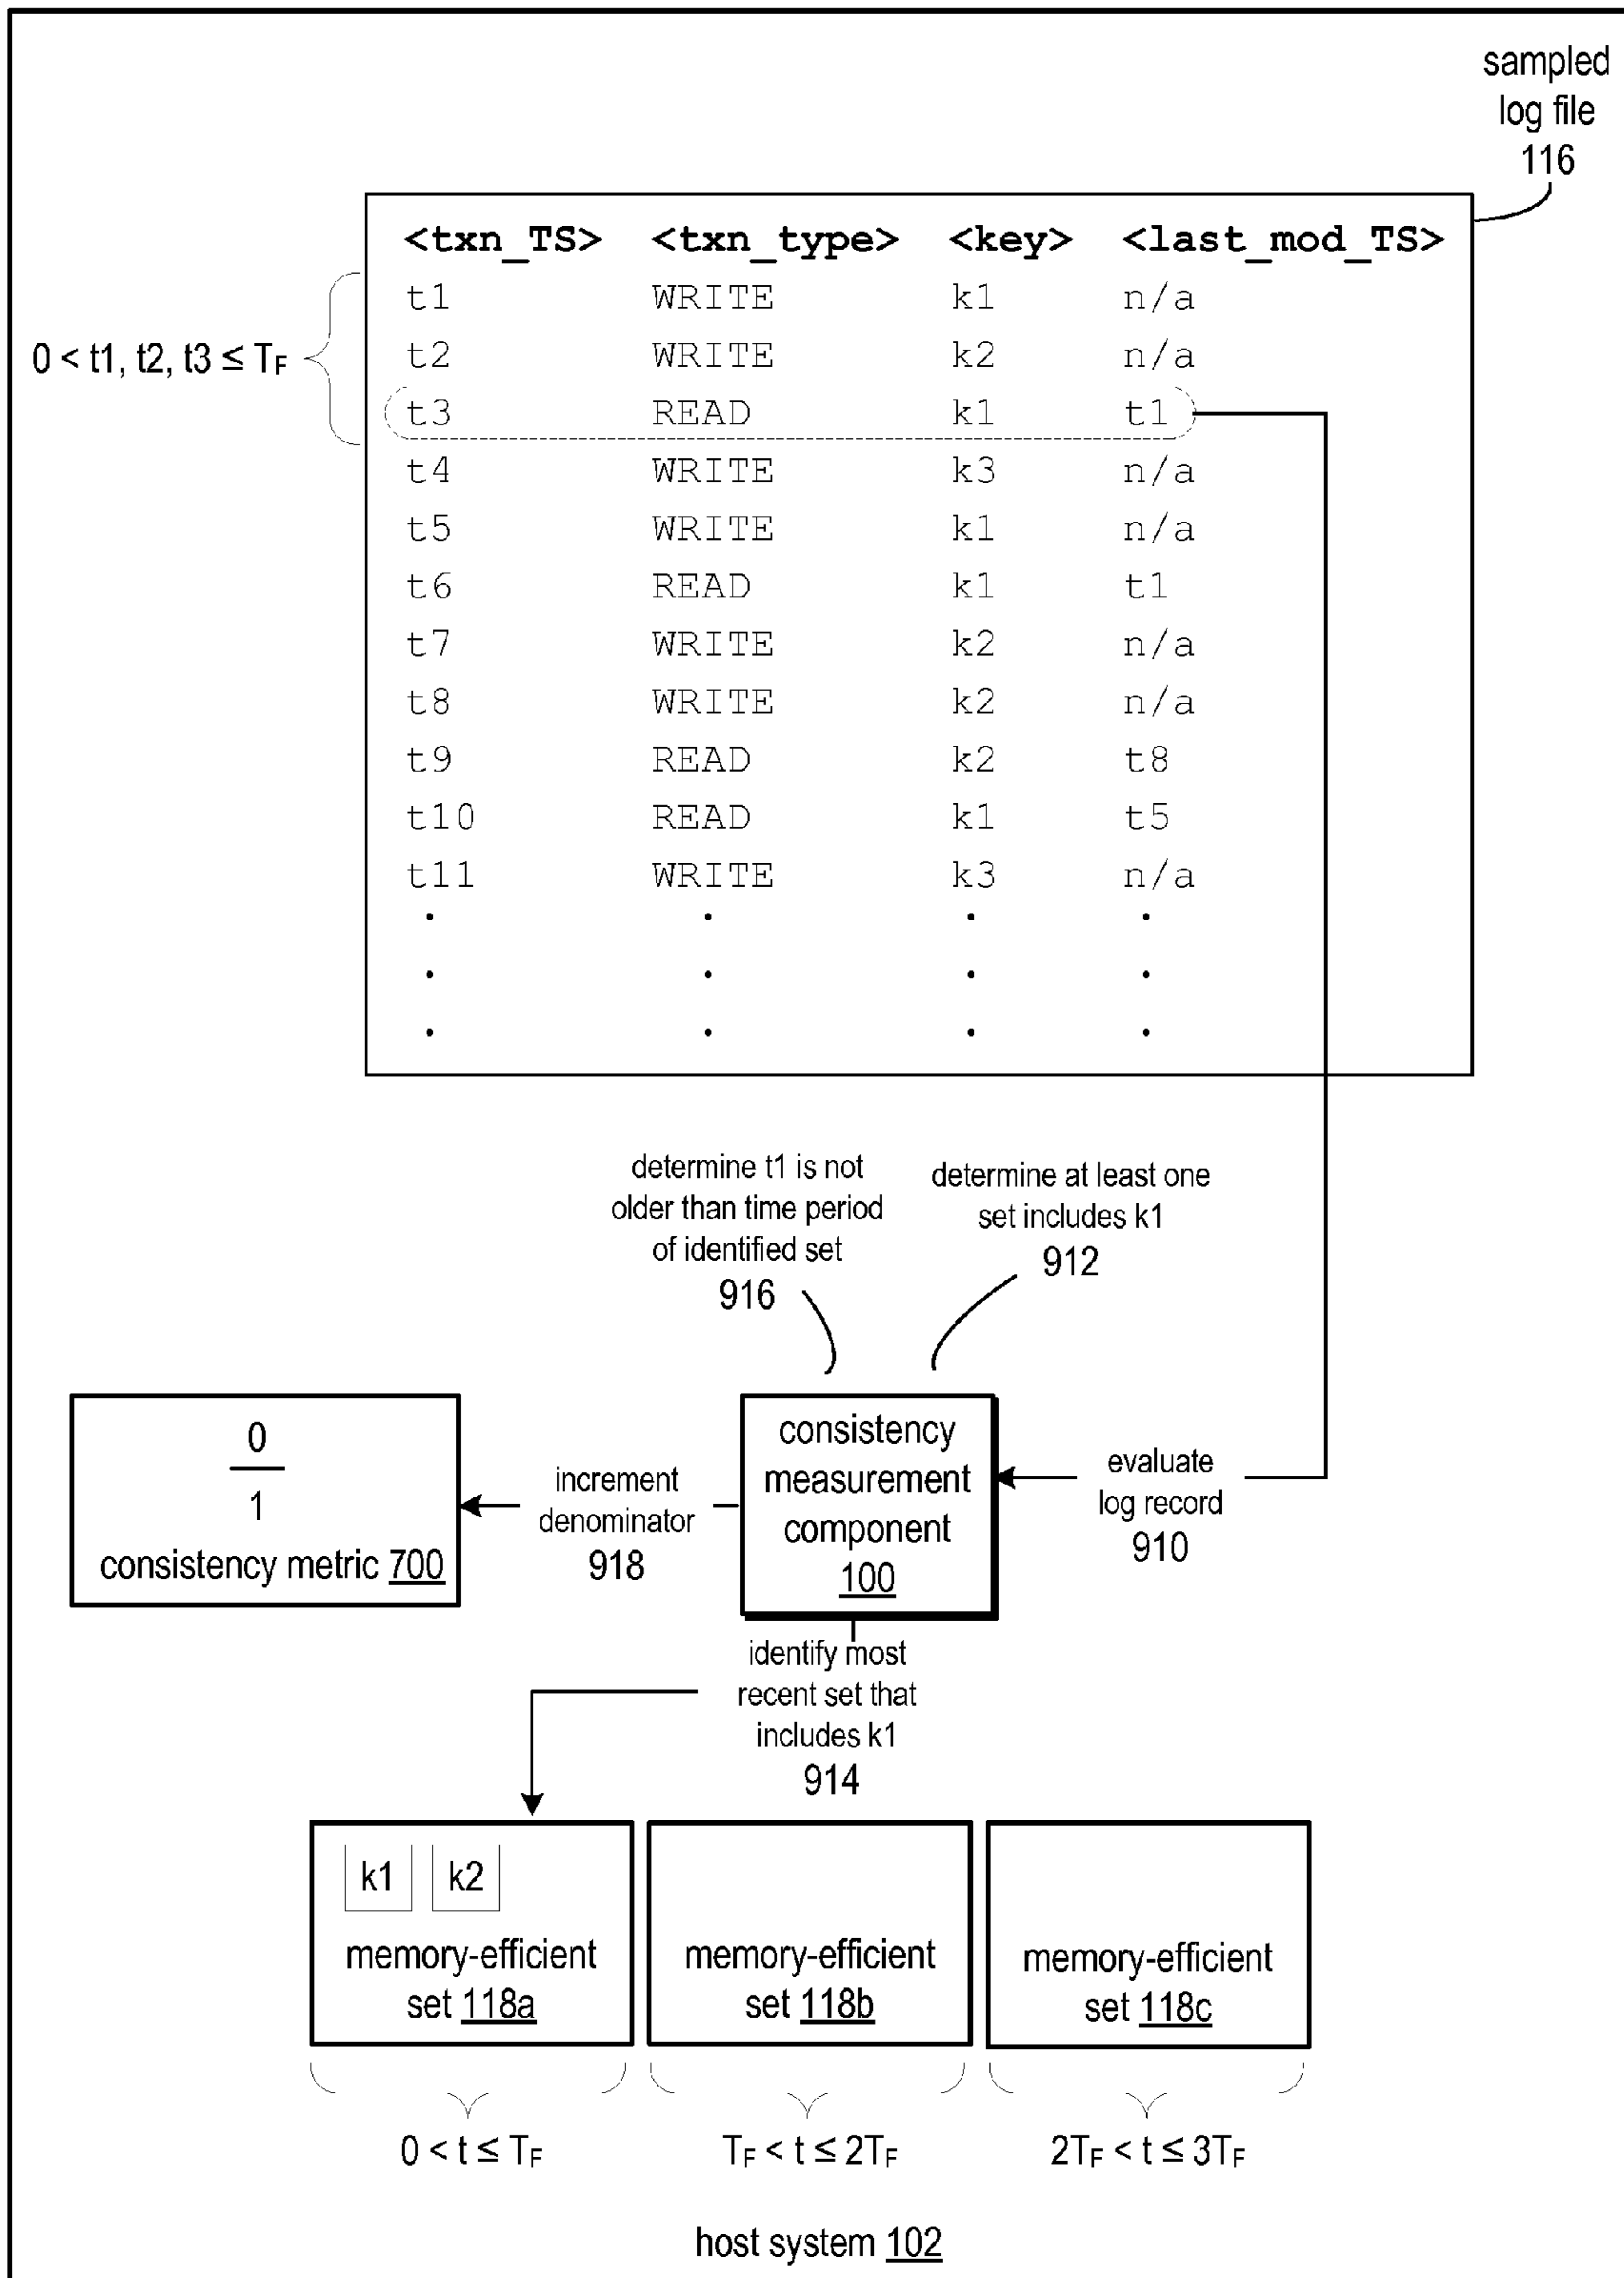 sampled
log file
116
<txn_TS> <txn_type> <key> <last_mod_TS>
t1 WRITE k1 n/a
0 < t1, t2, t3 ≤ TF
t2 WRITE k2 n/a
t3 READ k1 t1
t4 WRITE k3 n/a
t5 WRITE k1 n/a
t6 READ k1 t1
t7 WRITE k2 n/a
t8 WRITE k2 n/a
t9 READ k2 t8
t10 READ k1 t5
t11 WRITE k3 n/a
determine t1 is not
older than time period
of identified set
916
determine at least one
set includes k1
912
consistency
measurement
component
100
evaluate
log record
910
increment
denominator
918
0
1
consistency metric 700
identify most
recent set that
includes k1
914
k1 k2
memory-efficient
set 118a
memory-efficient
set 118b
memory-efficient
set 118c
0 < t ≤ TF
TF < t ≤ 2TF
2TF < t ≤ 3TF
host system 102